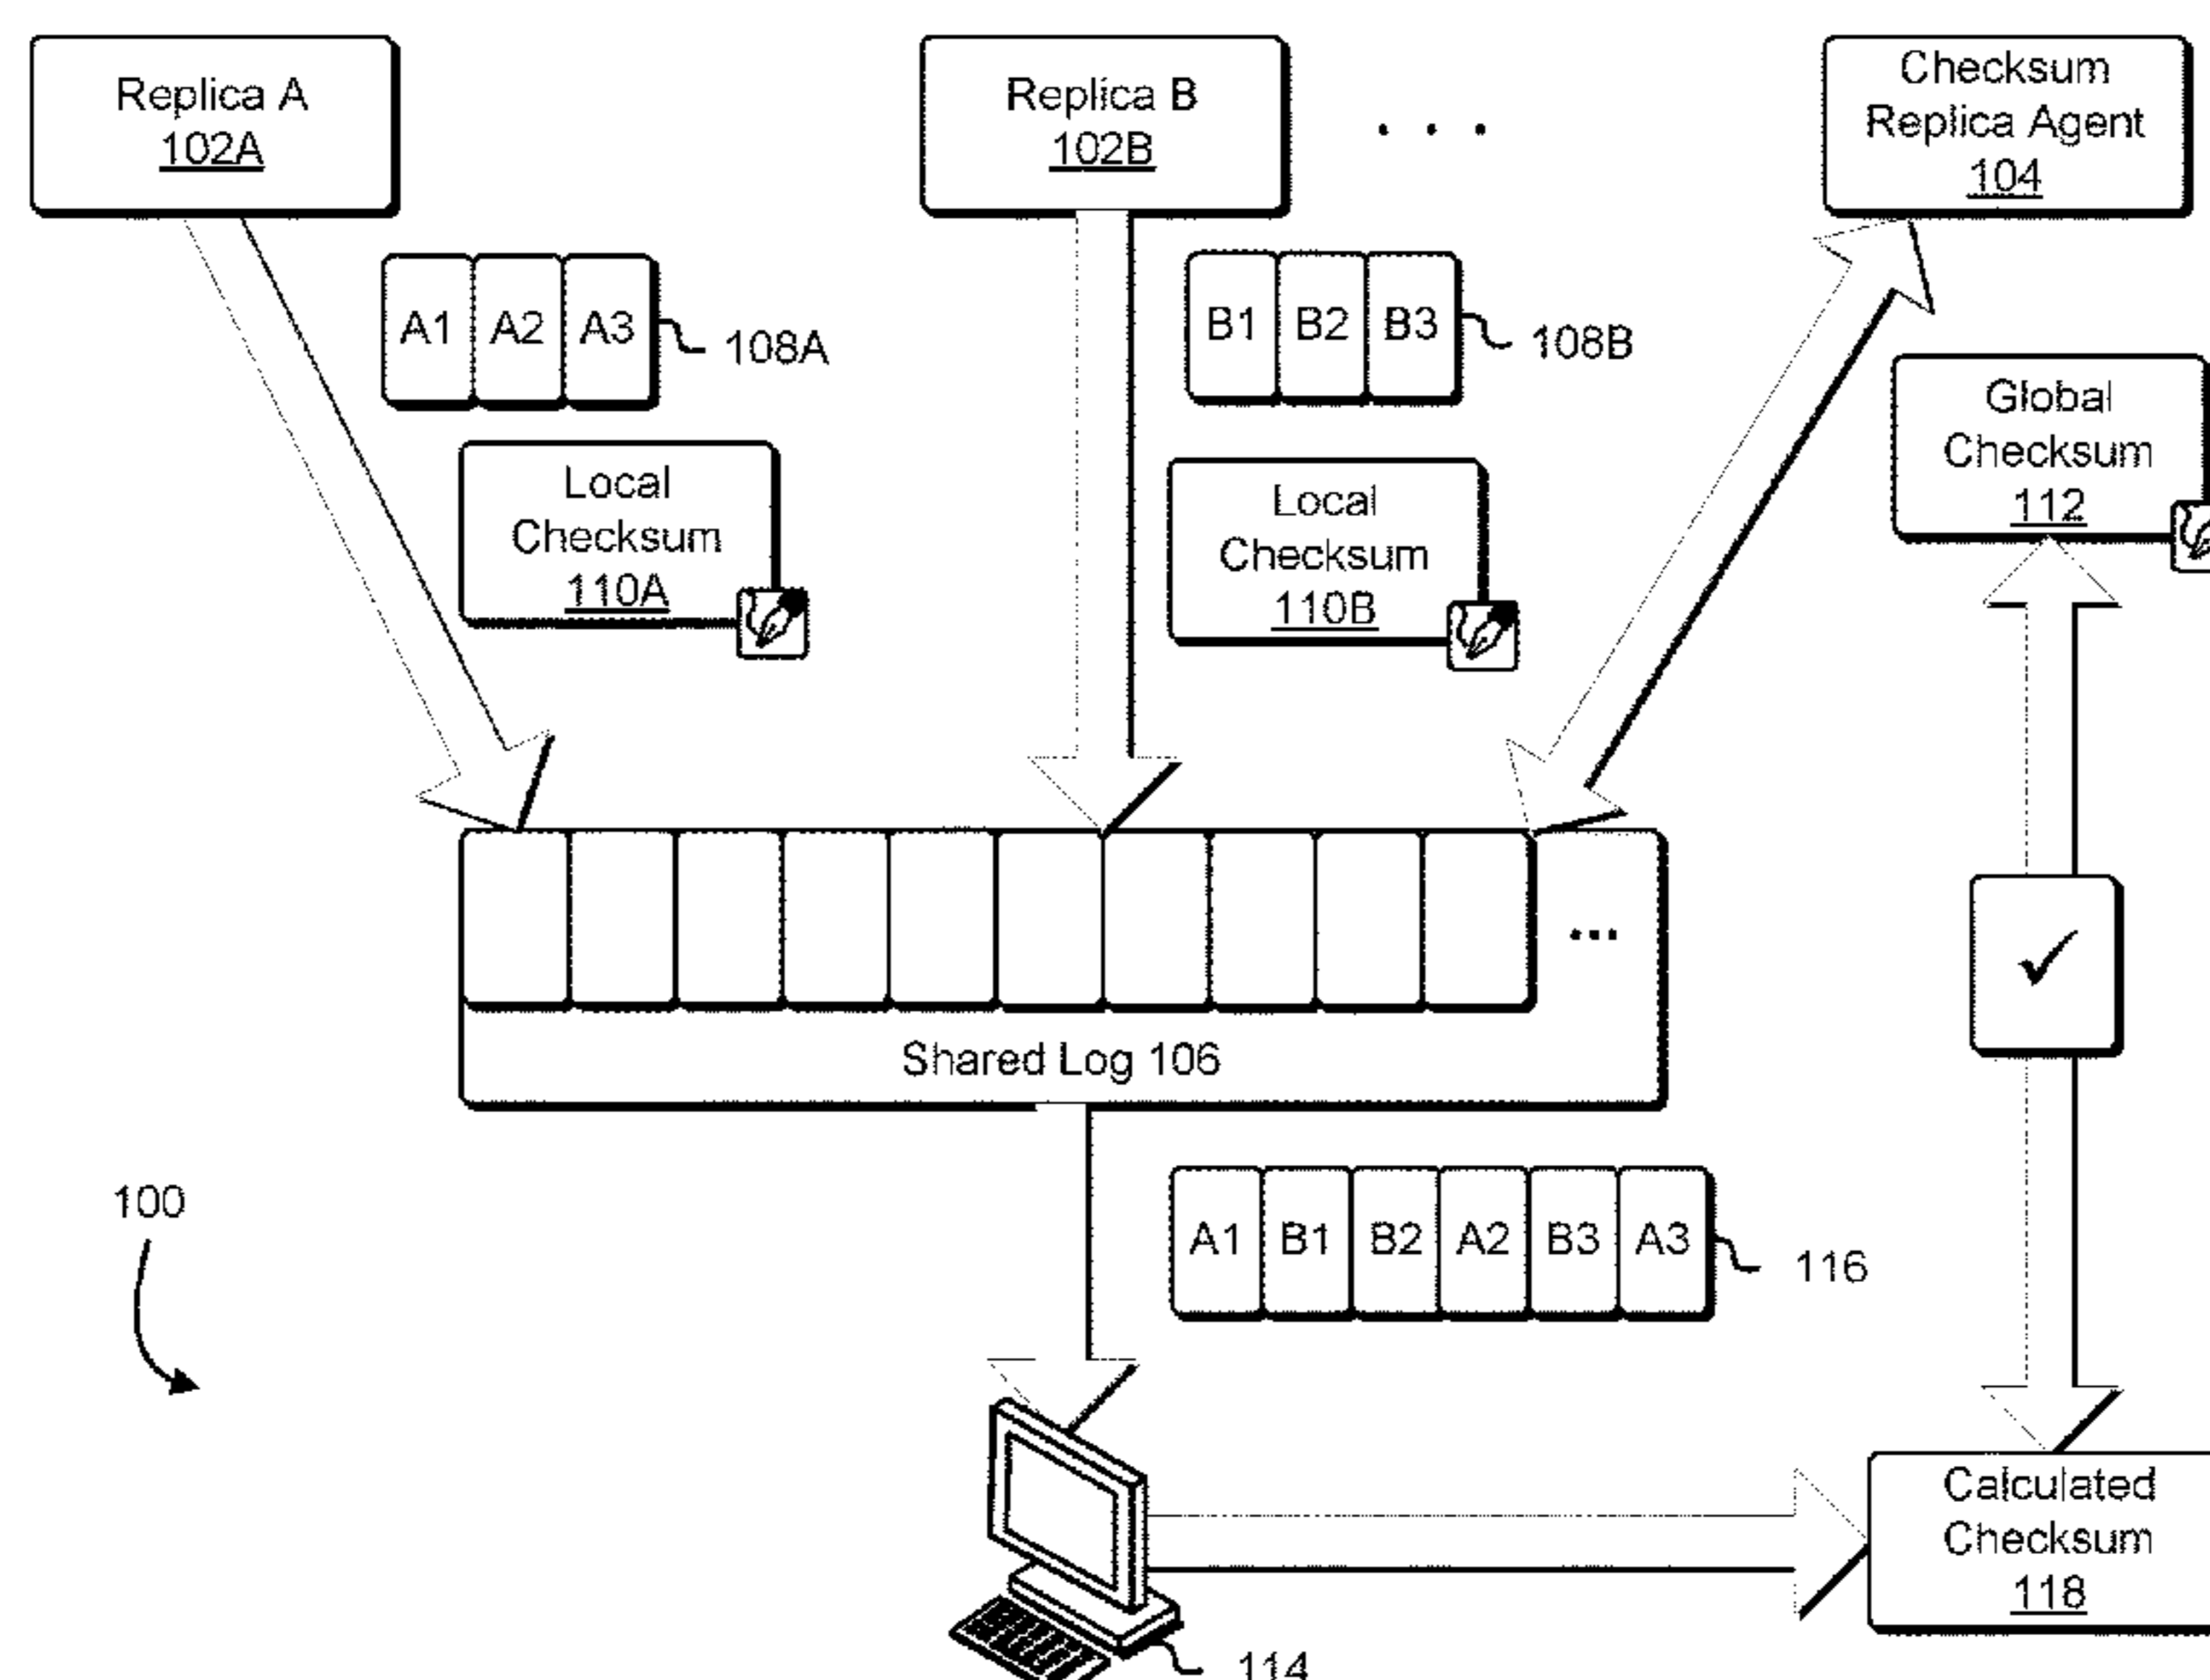 Replica A
102A
Replica B
102B
. . .
Checksum
Replica Agent
104
A1 A2 A3
108A
B1 B2 B3
108B
Local
Checksum
110A
Local
Checksum
110B
Global
Checksum
112
...
Shared Log 106
✓
100
A1 B1 B2 A2 B3 A3
116
Calculated
Checksum
118
114